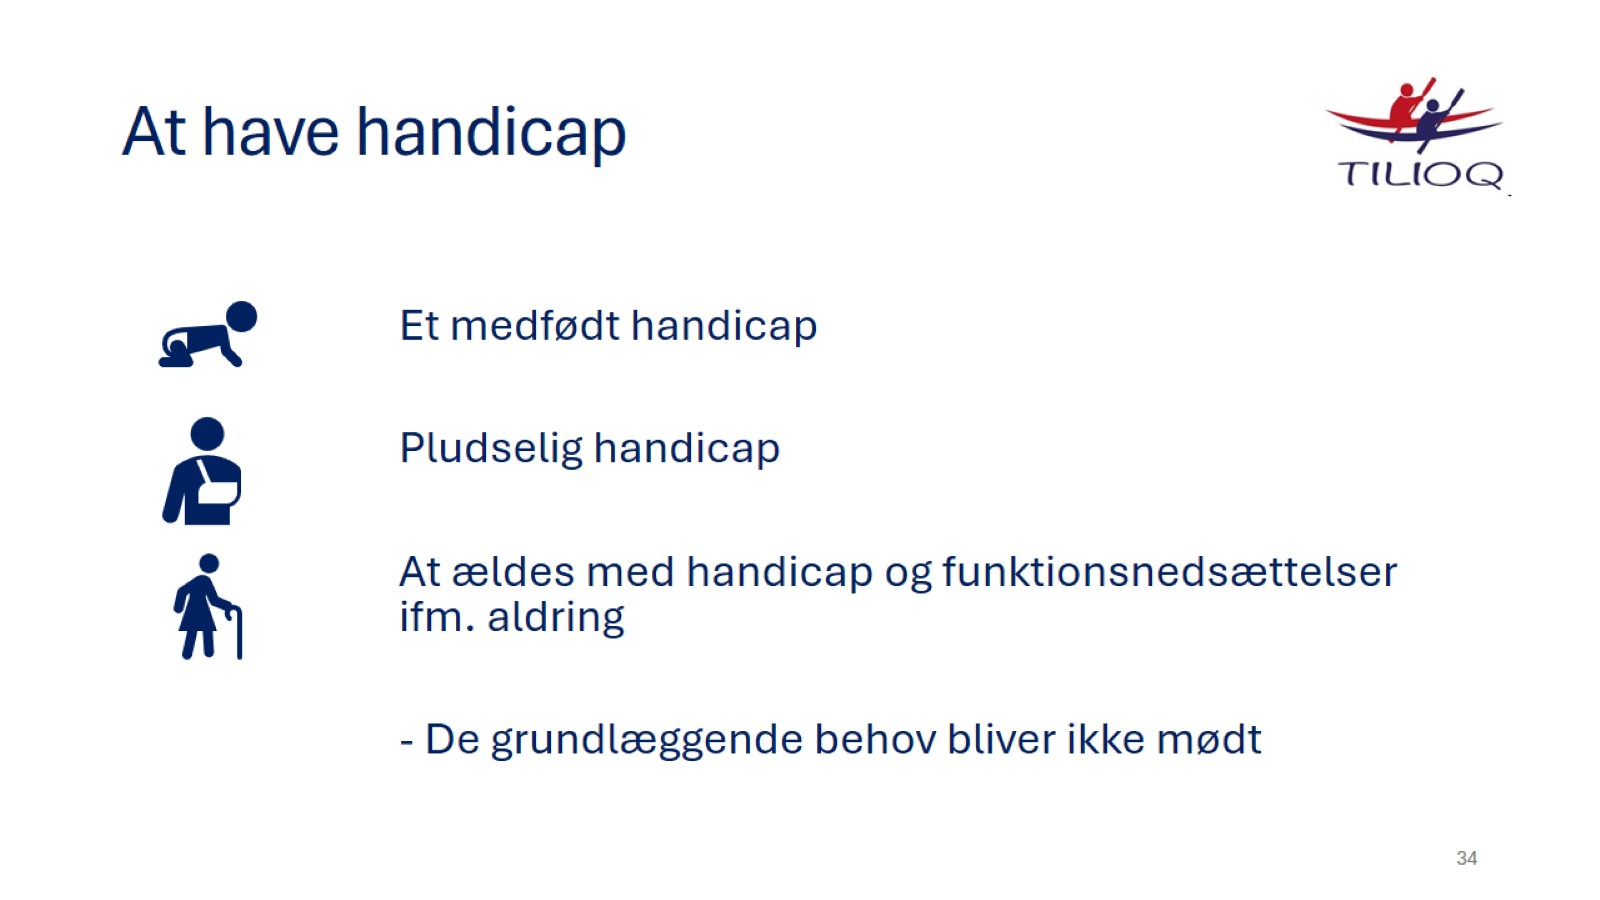 At have handicap
TILIOQ
Et medfødt handicap
Pludselig handicap
At ældes med handicap og funktionsnedsættelser
ifm. aldring
- De grundlæggende behov bliver ikke mødt
34